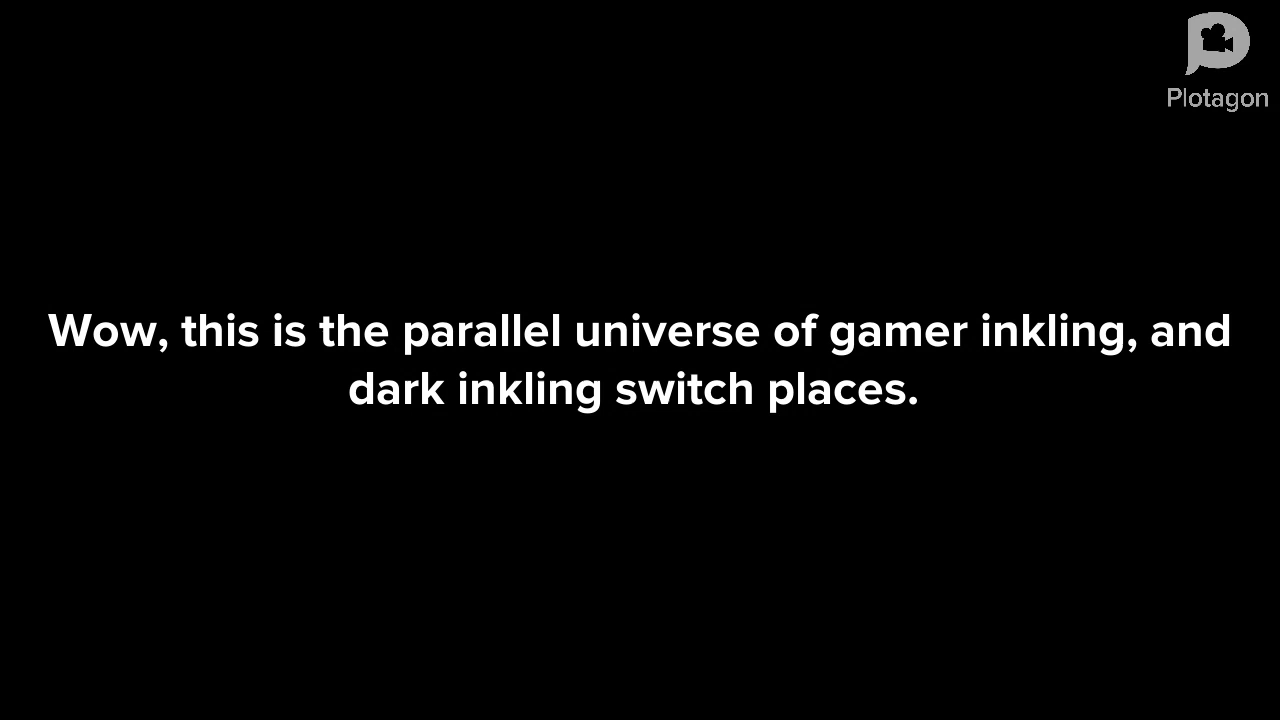 Plotagon
Wow, this is the parallel universe of gamer inkling, and
dark inkling switch places.